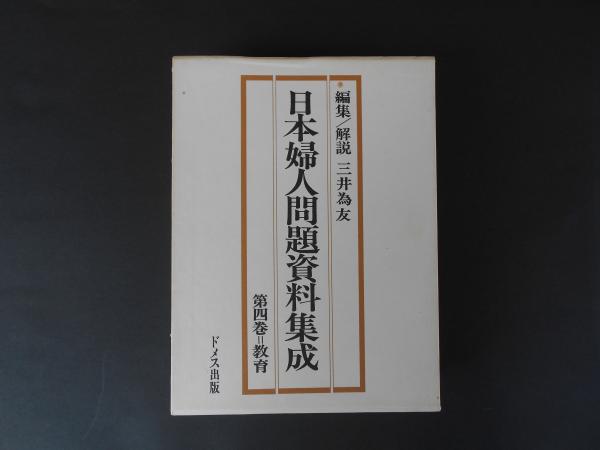 編集/解説 三井為友
日本婦人問題資料集成
第四巻=教育
ドメス出版